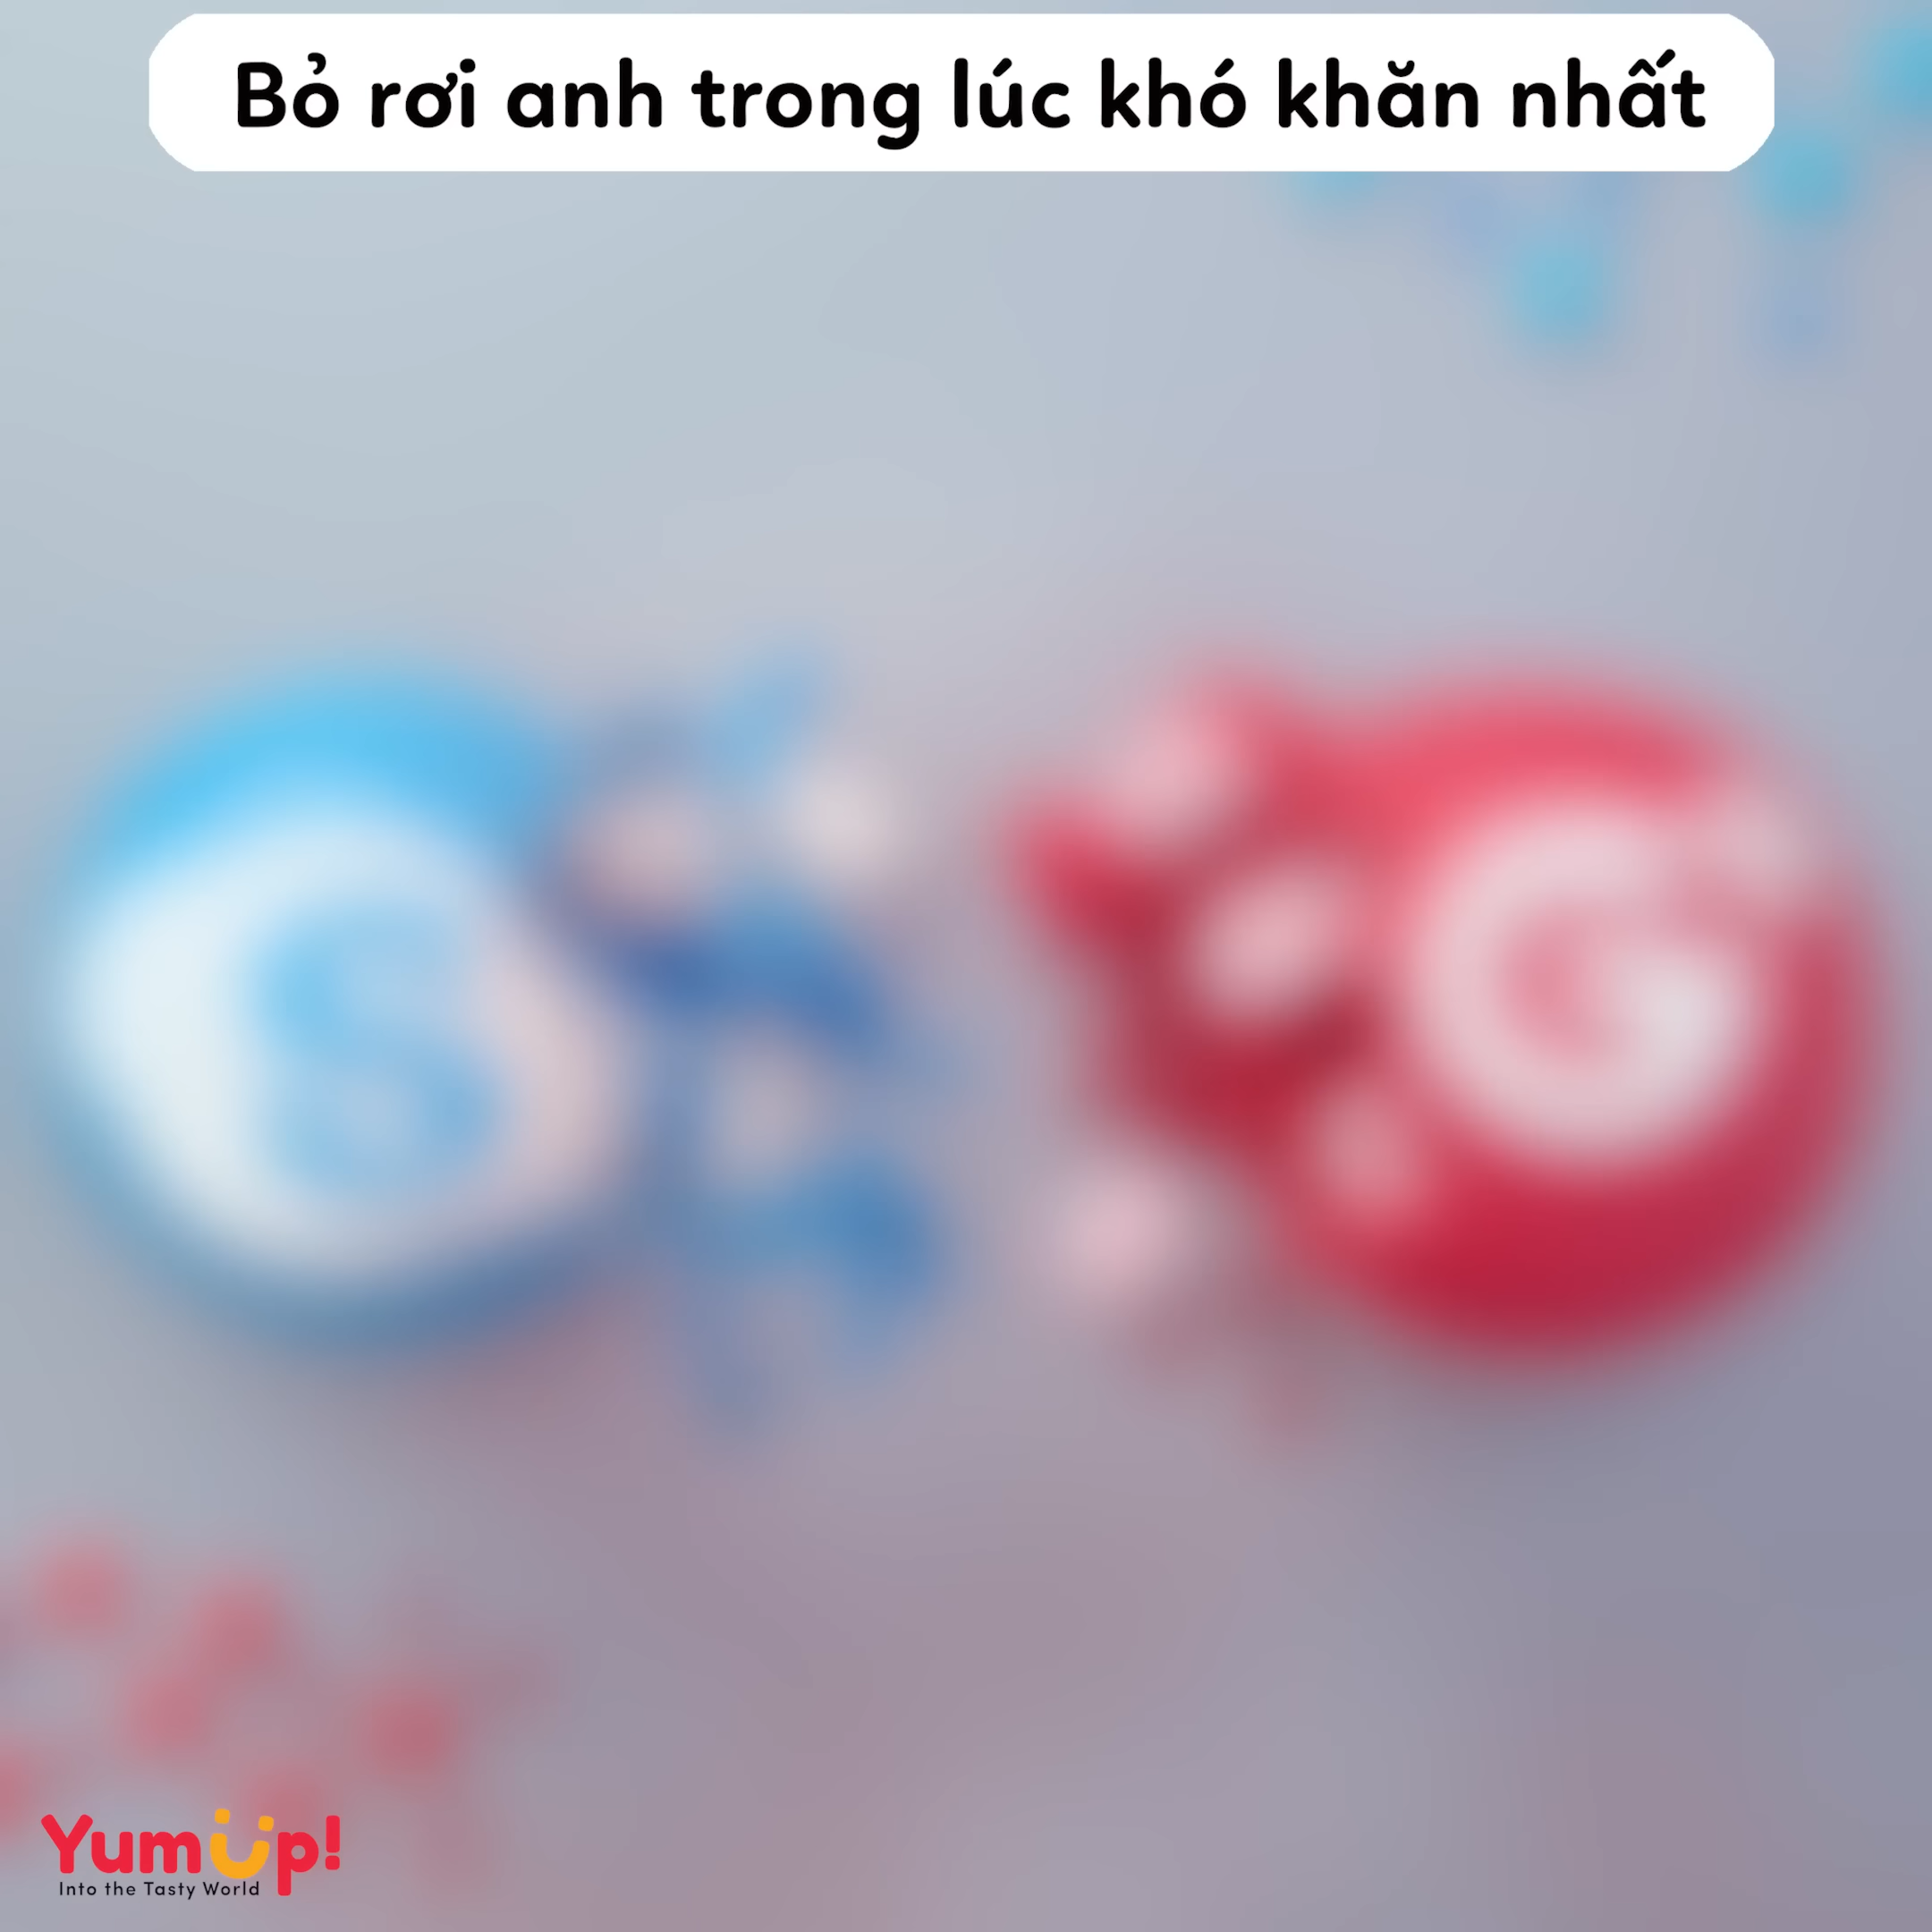 Bỏ rơi anh trong lúc khó khăn nhất
YumUp!
Into the Tasty World